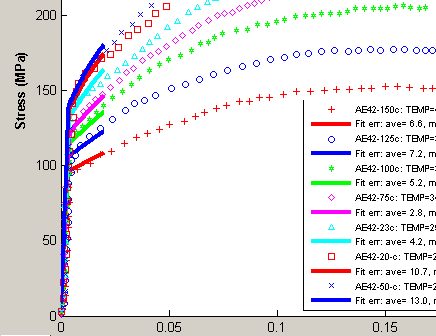 200
150
100
50
0
Stress (MPa)
0
0.05
0.1
0.15
AE42-150c: TEMP=
Fit err: ave= 6.6, m
AE42-125c: TEMP=
Fit err: ave= 7.2, m
AE42-100c: TEMP=
Fit err: ave= 5.2, m
AE42-75c: TEMP=34
Fit err: ave= 2.8, m
AE42-23c: TEMP=29
Fit err: ave= 4.2, m
AE42-20-c: TEMP=2
Fit err: ave= 10.7, m
AE42-50-c: TEMP=2
Fit err: ave= 13.0, m